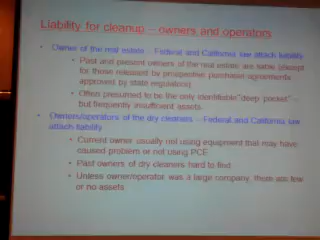 Liability for cleanup – owners and operators
• Owner of the real estate – Federal and California law attach liability
• Past and present owners of the real estate are liable (except
for those released by prospective purchaser agreements
approved by state regulators)
• Often presumed to be the only identifiable "deep pocket" –
but frequently insufficient assets
• Owners/operators of the dry cleaners – Federal and California law
attach liability
• Current owner usually not using equipment that may have
caused problem or not using PCE
• Past owners of dry cleaners hard to find
• Unless owner/operator was a large company, there are few
or no assets